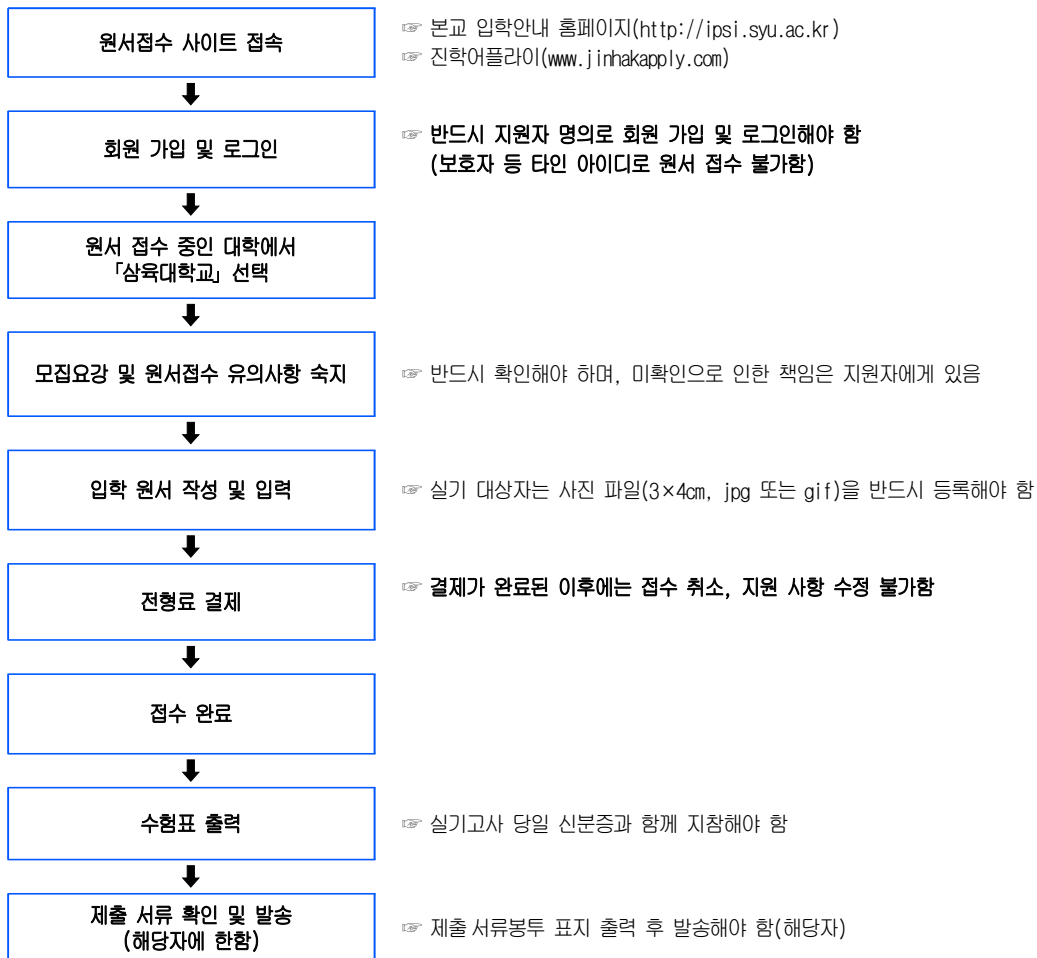 원서접수 사이트 접속
☞ 본교 입학안내 홈페이지(http://ipsi.syu.ac.kr)
☞ 진학어플라이(www.jinhakapply.com)
회원 가입 및 로그인
☞ 반드시 지원자 명의로 회원 가입 및 로그인해야 함
(보호자 등 타인 아이디로 원서 접수 불가함)
원서 접수 중인 대학에서
「삼육대학교」 선택
모집요강 및 원서접수 유의사항 숙지
☞ 반드시 확인해야 하며, 미확인으로 인한 책임은 지원자에게 있음
입학 원서 작성 및 입력
☞ 실기 대상자는 사진 파일(3×4cm, jpg 또는 gif)을 반드시 등록해야 함
전형료 결제
☞ 결제가 완료된 이후에는 접수 취소, 지원 사항 수정 불가함
접수 완료
수험표 출력
☞ 실기고사 당일 신분증과 함께 지참해야 함
제출 서류 확인 및 발송
(해당자에 한함)
☞ 제출 서류봉투 표지 출력 후 발송해야 함(해당자)